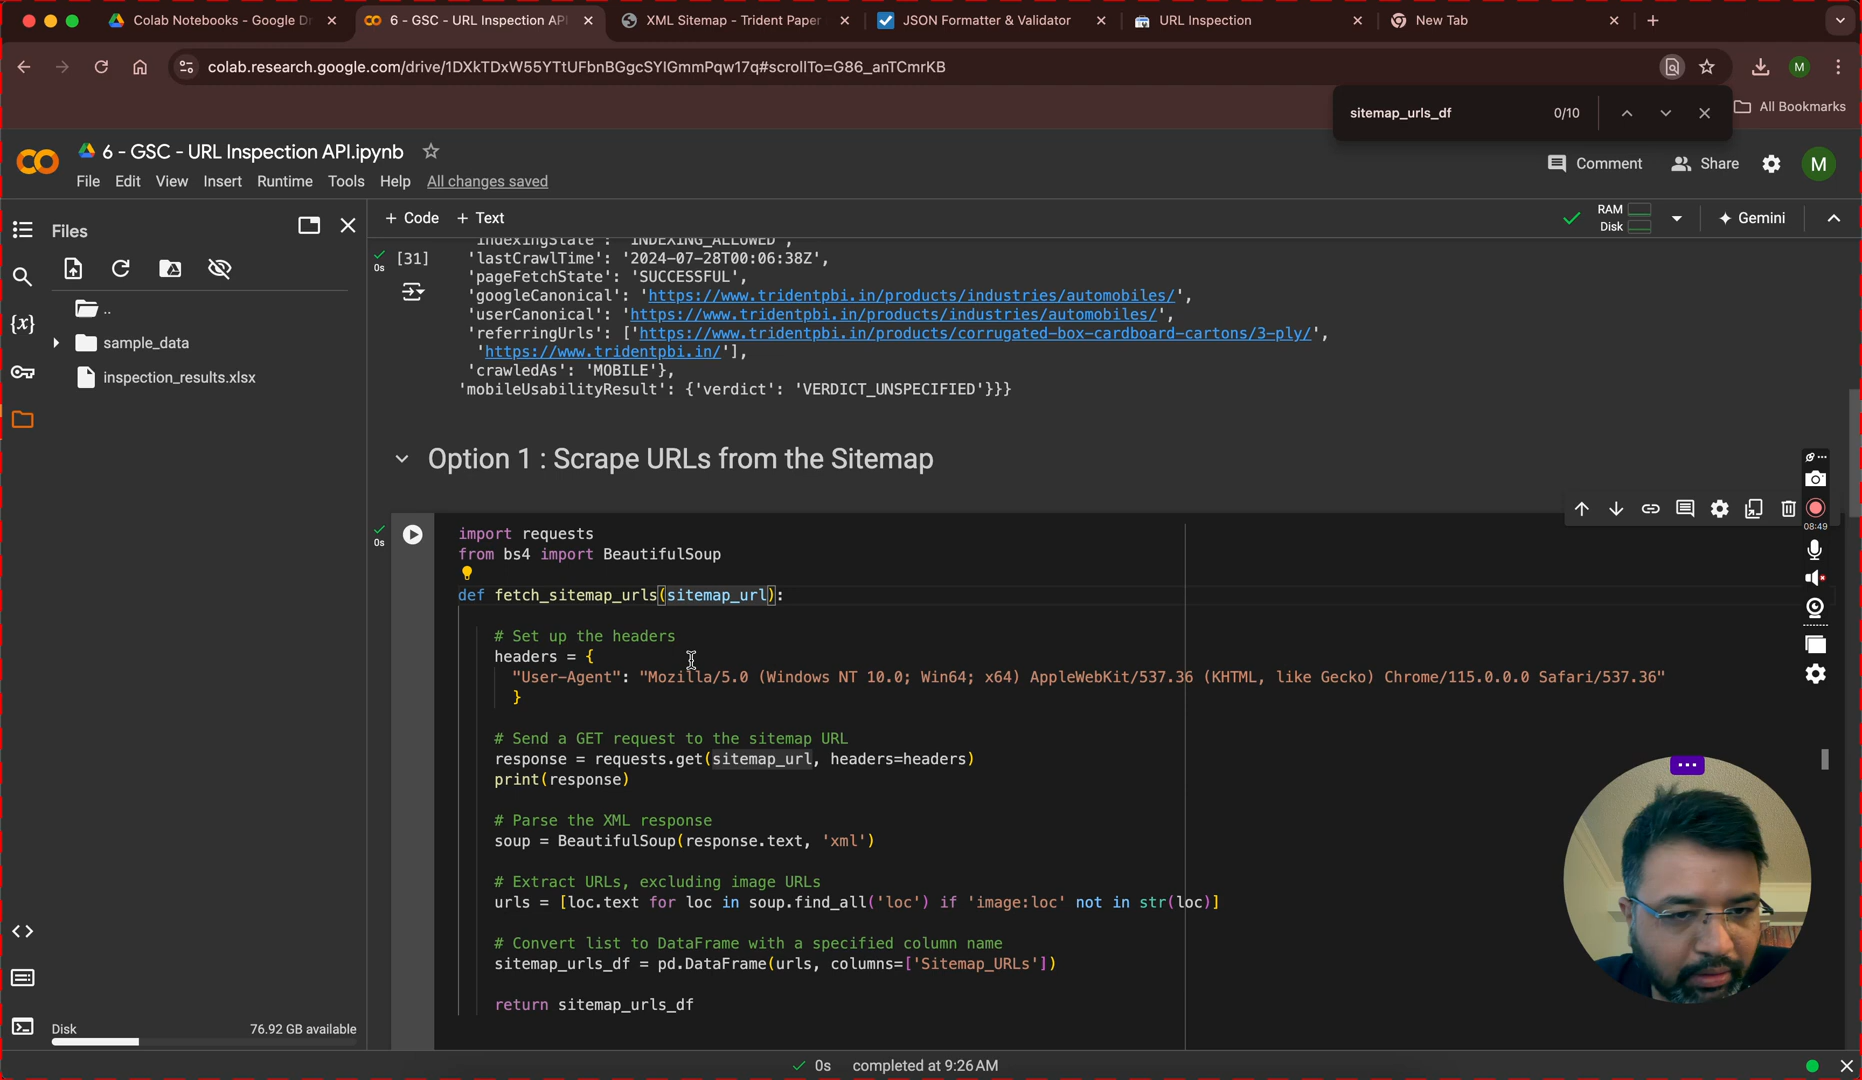 Colab Notebooks - Google Dr
6 - GSC - URL Inspection API
XML Sitemap - Trident Paper
JSON Formatter & Validator
URL Inspection
New Tab
colab.research.google.com/drive/1DXkTDxW55YTtUFbnBGgcSYIGmmPqw17q#scrollTo=G86_anTCmrKB
M
sitemap_urls_df 0/10
All Bookmarks
6 - GSC - URL Inspection API.ipynb
File Edit View Insert Runtime Tools Help All changes saved
Comment Share M
Files
+ Code + Text
RAM
Disk
Gemini
..
sample_data
inspection_results.xlsx
{x}
0s [31]
'indexingState': 'INDEXING_ALLOWED',
'lastCrawlTime': '2024-07-28T00:06:38Z',
'pageFetchState': 'SUCCESSFUL',
'googleCanonical': 'https://www.tridentpbi.in/products/industries/automobiles/',
'userCanonical': 'https://www.tridentpbi.in/products/industries/automobiles/',
'referringUrls': ['https://www.tridentpbi.in/products/corrugated-box-cardboard-cartons/3-ply/',
'https://www.tridentpbi.in/'],
'crawledAs': 'MOBILE'},
'mobileUsabilityResult': {'verdict': 'VERDICT_UNSPECIFIED'}}}
Option 1 : Scrape URLs from the Sitemap
08:49
0s
import requests
from bs4 import BeautifulSoup
def fetch_sitemap_urls(sitemap_url):
# Set up the headers
headers = {
"User-Agent": "Mozilla/5.0 (Windows NT 10.0; Win64; x64) AppleWebKit/537.36 (KHTML, like Gecko) Chrome/115.0.0.0 Safari/537.36"
}
# Send a GET request to the sitemap URL
response = requests.get(sitemap_url, headers=headers)
print(response)
# Parse the XML response
soup = BeautifulSoup(response.text, 'xml')
# Extract URLs, excluding image URLs
urls = [loc.text for loc in soup.find_all('loc') if 'image:loc' not in str(loc)]
# Convert list to DataFrame with a specified column name
sitemap_urls_df = pd.DataFrame(urls, columns=['Sitemap_URLs'])
return sitemap_urls_df
Disk 76.92 GB available
0s completed at 9:26 AM